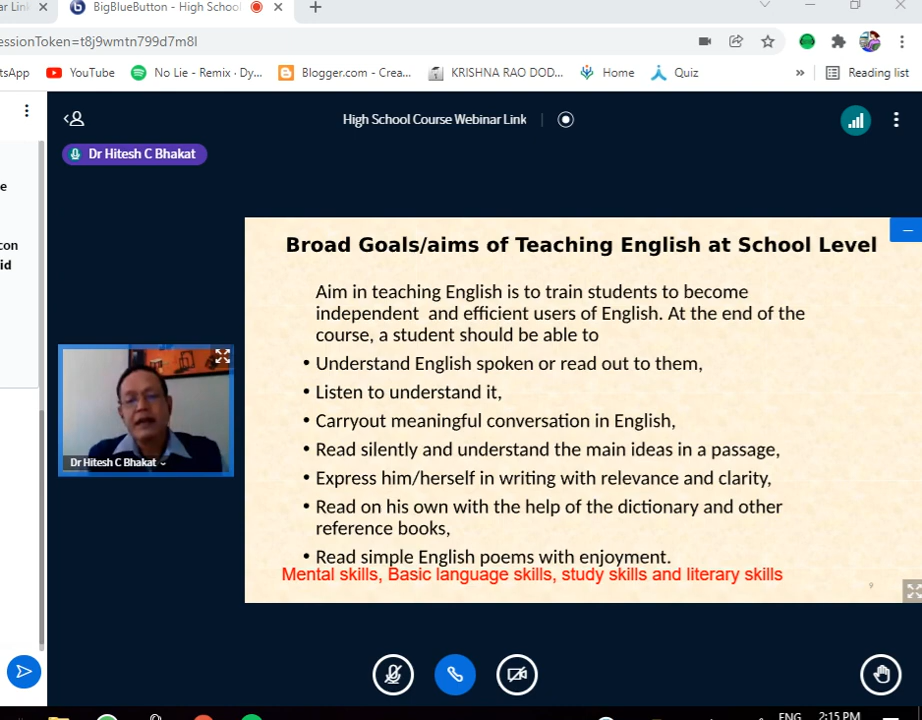 BigBlueButton - High School
essionToken=t8j9wmtn799d7m8l
YouTube
No Lie - Remix · Dy...
Blogger.com - Crea...
KRISHNA RAO DOD...
Home
Quiz
»
Reading list
High School Course Webinar Link
Dr Hitesh C Bhakat
Broad Goals/aims of Teaching English at School Level
Aim in teaching English is to train students to become
independent and efficient users of English. At the end of the
course, a student should be able to
• Understand English spoken or read out to them,
• Listen to understand it,
• Carryout meaningful conversation in English,
• Read silently and understand the main ideas in a passage,
• Express him/herself in writing with relevance and clarity,
• Read on his own with the help of the dictionary and other
reference books,
• Read simple English poems with enjoyment.
Mental skills, Basic language skills, study skills and literary skills
9
Dr Hitesh C Bhakat
ENG
2:15 PM